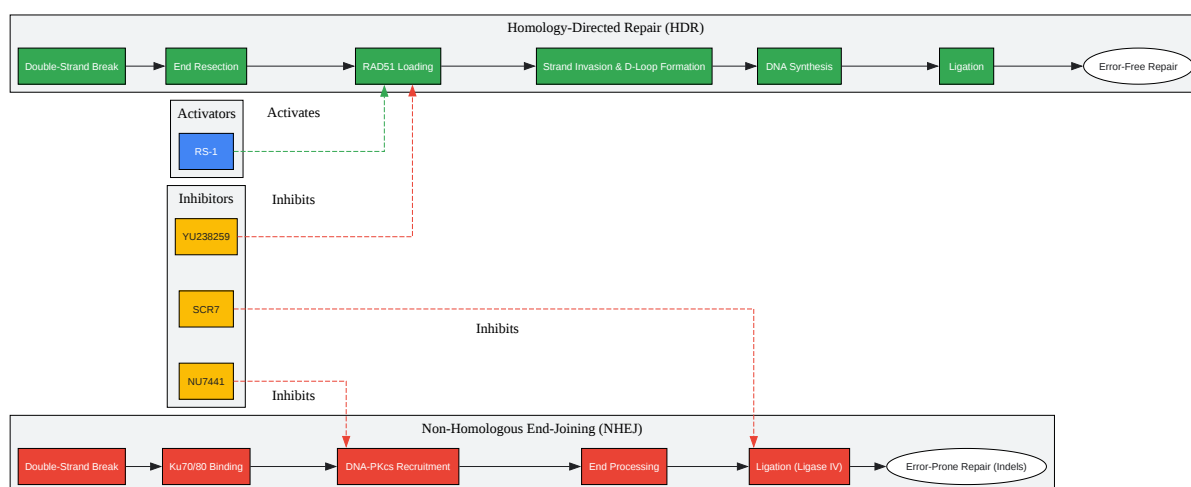 Homology-Directed Repair (HDR)
Double-Strand Break
End Resection
RAD51 Loading
Strand Invasion & D-Loop Formation
DNA Synthesis
Ligation
Error-Free Repair
Activators
Activates
RS-1
Inhibitors
Inhibits
YU238259
SCR7
Inhibits
NU7441
Inhibits
Non-Homologous End-Joining (NHEJ)
Double-Strand Break
Ku70/80 Binding
DNA-PKcs Recruitment
End Processing
Ligation (Ligase IV)
Error-Prone Repair (Indels)